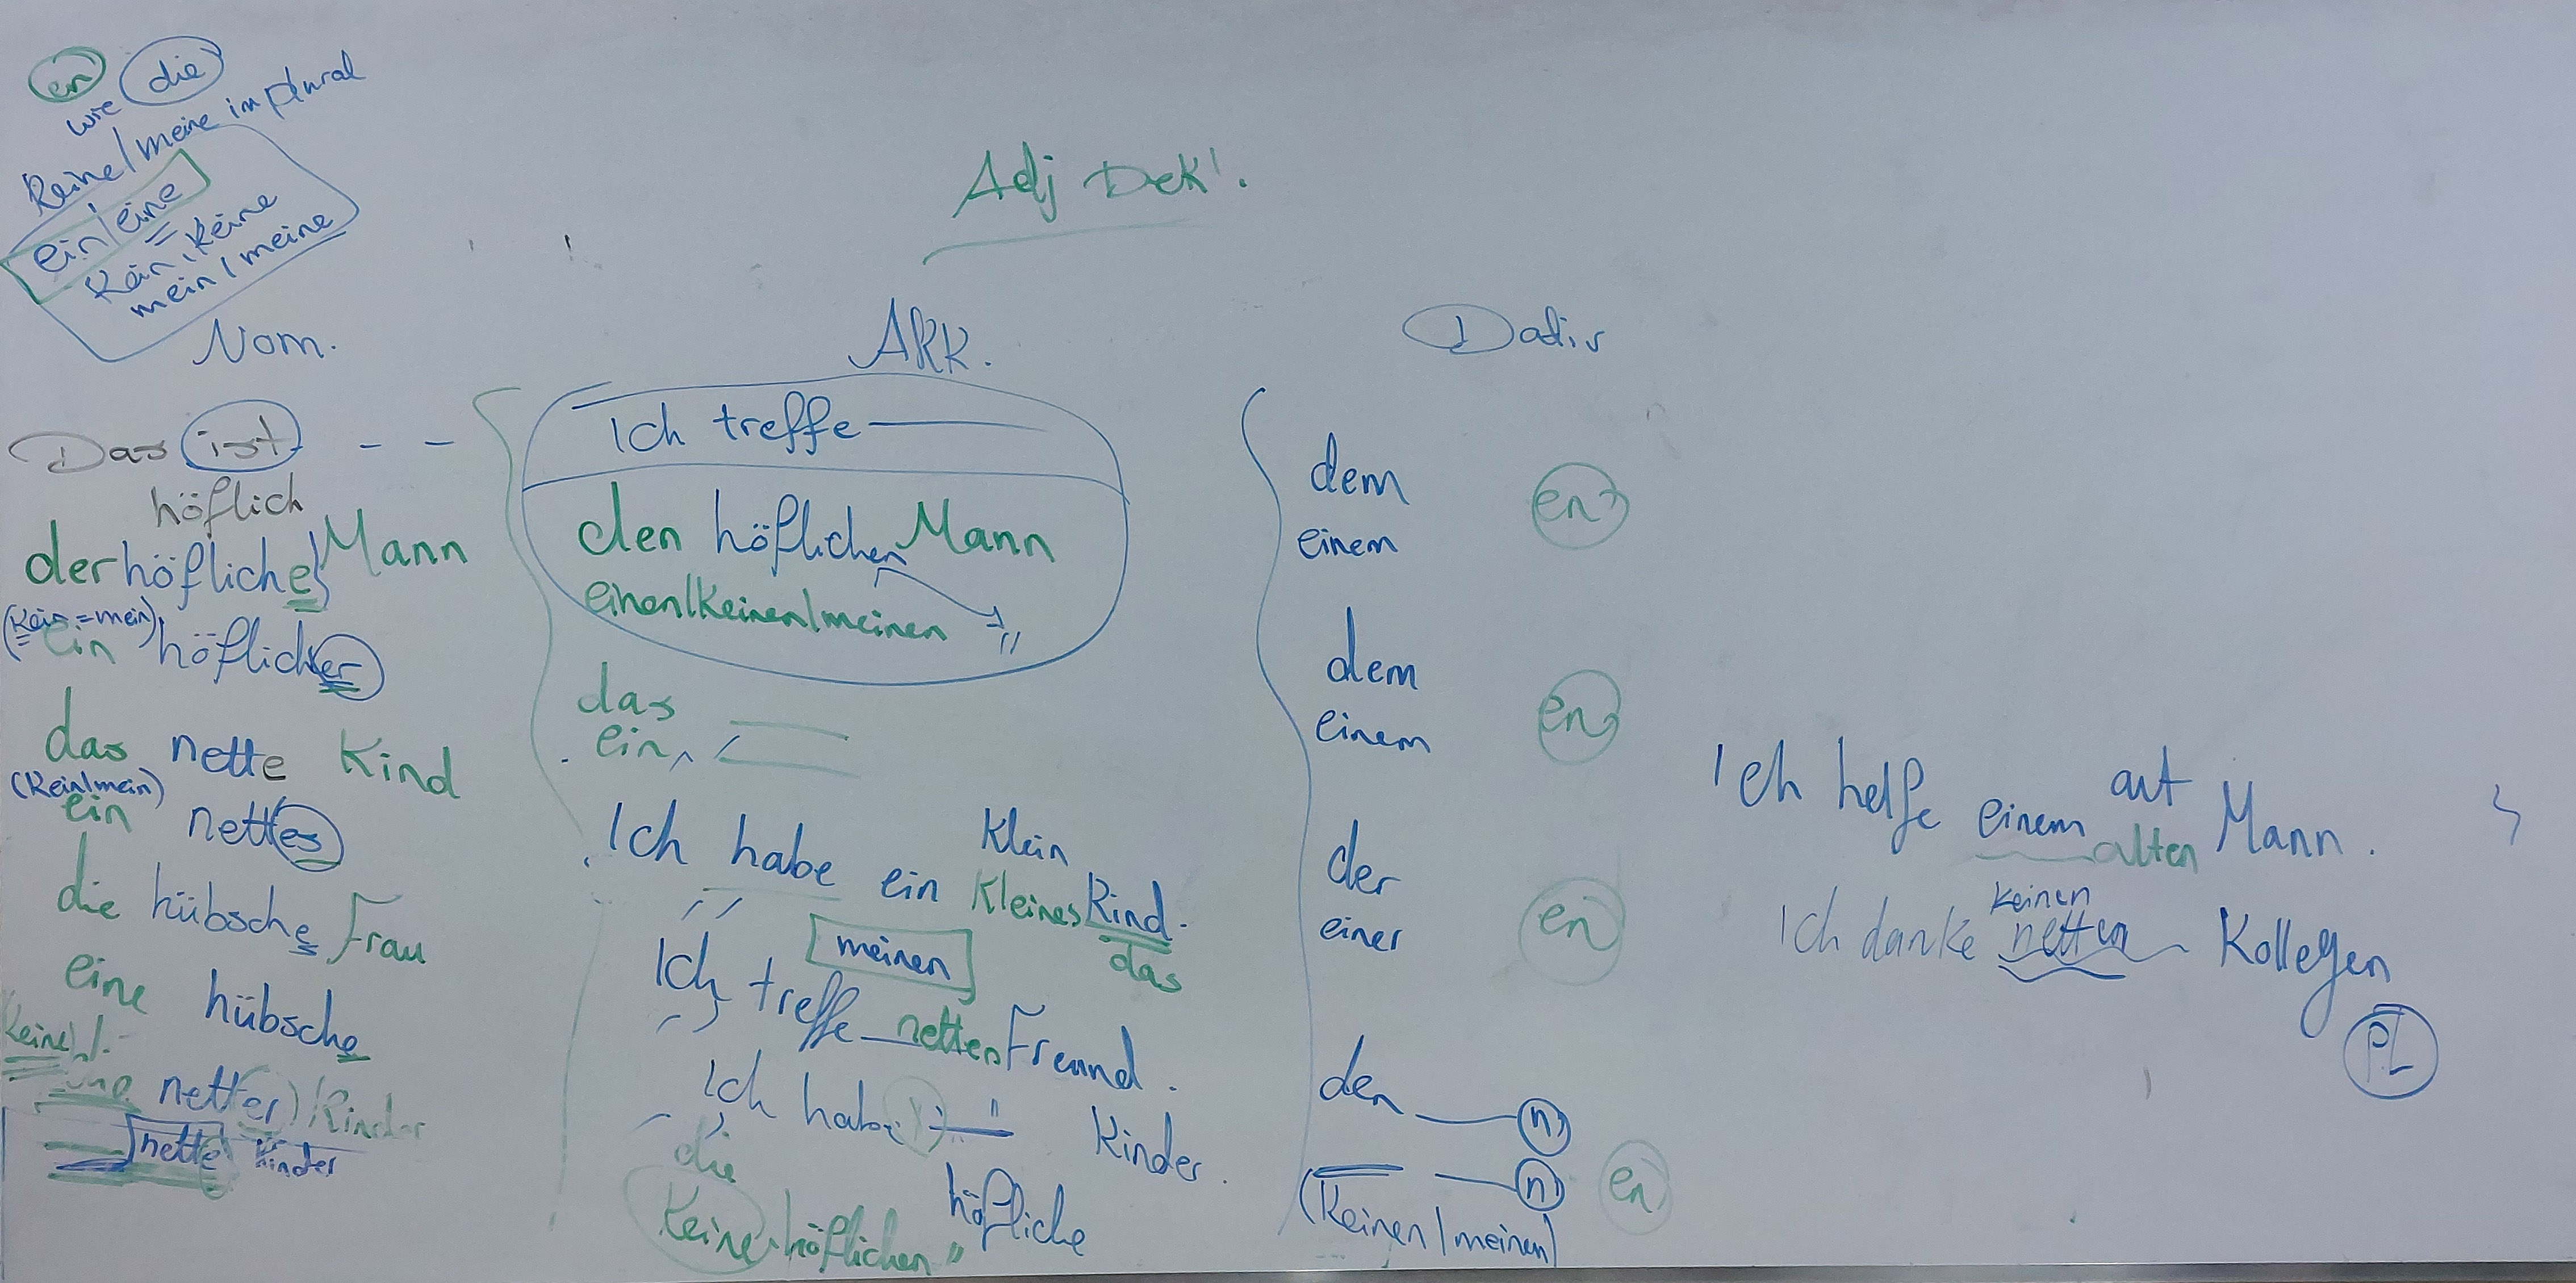 en die
wie
Keine/meine im plural
ein/eine
Kein, Keine
mein/meine
Adj Dek!.
Nom.
Das ist - - -
höflich
der höfliche Mann
(Kein=mein)
ein höflicher
das nette Kind
(Kein/mein)
ein nettes
die hübsche Frau
eine hübsche
Keine
netter Kinder
nette Kinder
AKK.
Ich treffe
den höflichen Mann
einen/Keinen/meinen "
das
ein
Klein
Ich habe ein Kleines Kind.
das
meinen
Ich treffe netten Freund.
Ich habe Kinder.
die
höfliche
Keine höflichen "
Dativ
dem en
einem
dem en
einem
der
einer en
den n
n en
(Keinen/meinen)
alt
Ich helfe einem alten Mann.
Keinen
Ich danke netten Kollegen
PL